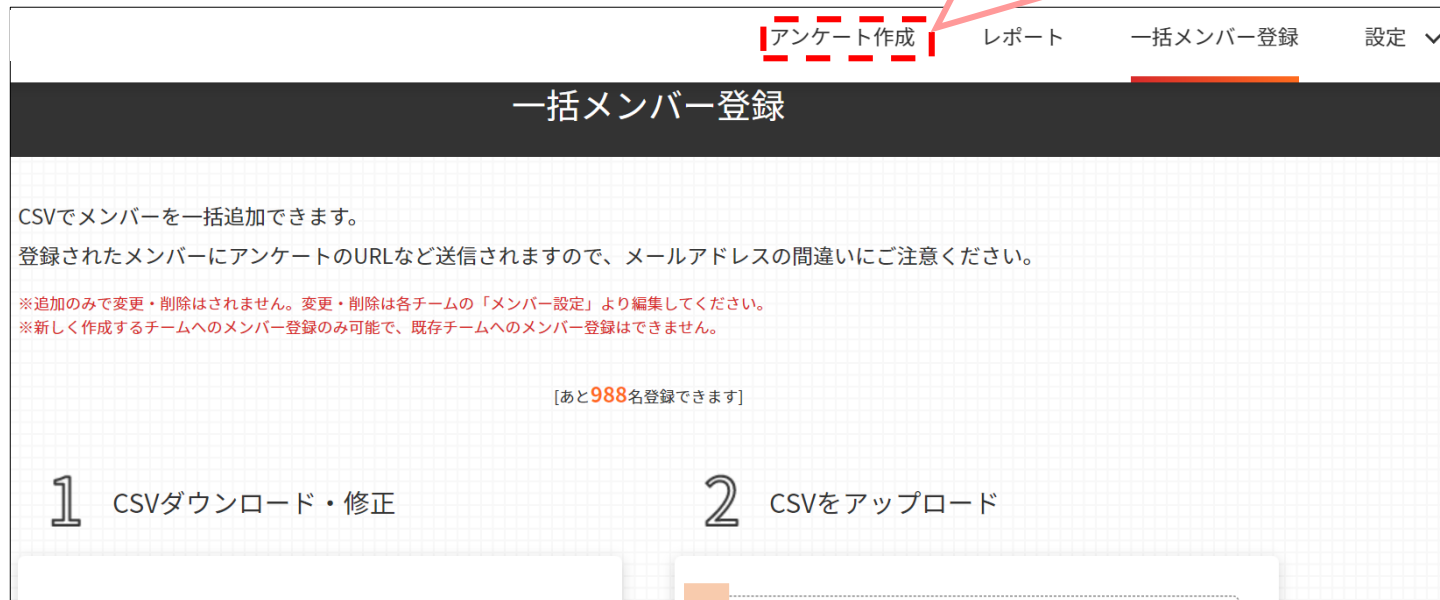 アンケート作成 レポート 一括メンバー登録 設定
一括メンバー登録
CSVでメンバーを一括追加できます。
登録されたメンバーにアンケートのURLなど送信されますので、メールアドレスの間違いにご注意ください。
※追加のみで変更・削除はされません。変更・削除は各チームの「メンバー設定」より編集してください。
※新しく作成するチームへのメンバー登録のみ可能で、既存チームへのメンバー登録はできません。
[あと988名登録できます]
1 CSVダウンロード・修正
2 CSVをアップロード